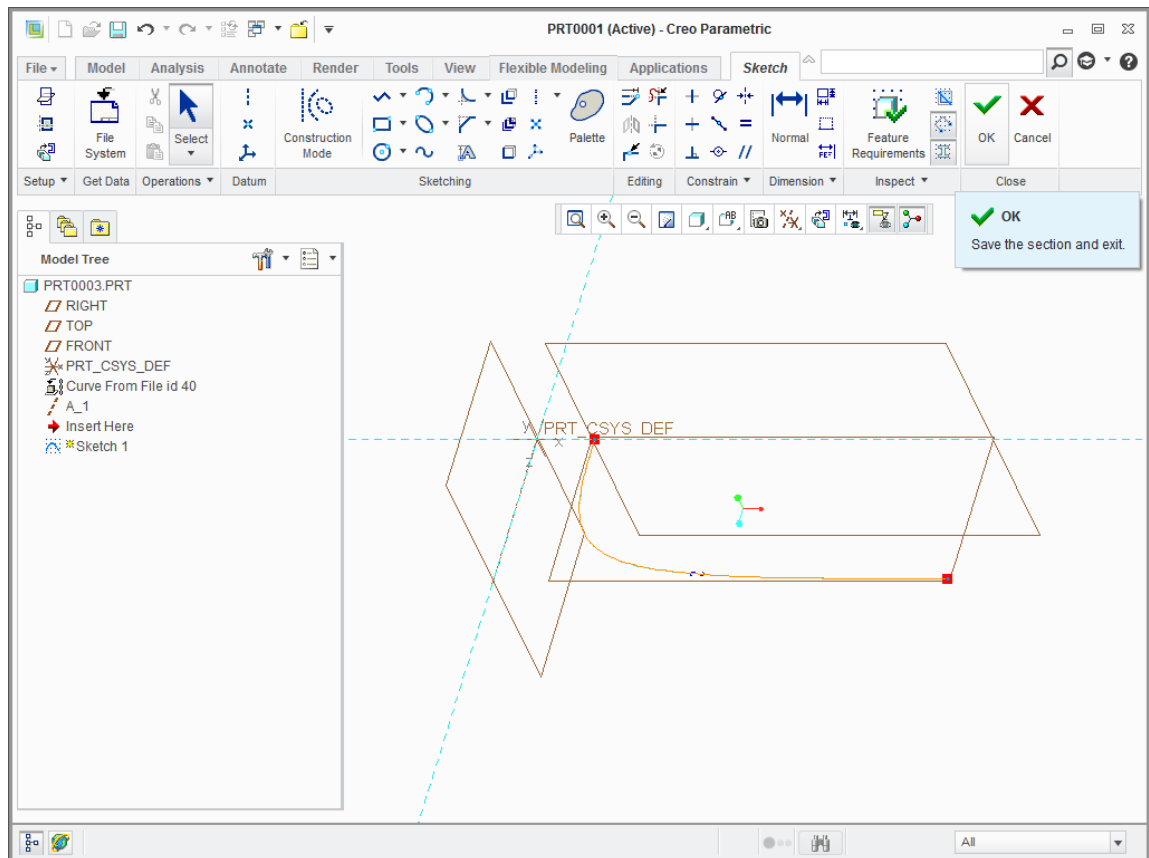 PRT0001 (Active) - Creo Parametric
File Model Analysis Annotate Render Tools View Flexible Modeling Applications Sketch
File System
Select
Construction Mode
Palette
Normal
REF
Feature Requirements
OK
Cancel
Setup Get Data Operations Datum Sketching Editing Constrain Dimension Inspect Close
OK
Save the section and exit.
Model Tree
PRT0003.PRT
RIGHT
TOP
FRONT
PRT_CSYS_DEF
Curve From File id 40
A_1
Insert Here
Sketch 1
y PRT_CSYS_DEF
x
z
All